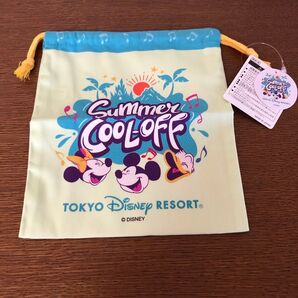 Summer
COOL-OFF
TOKYO Disney RESORT®
© DISNEY